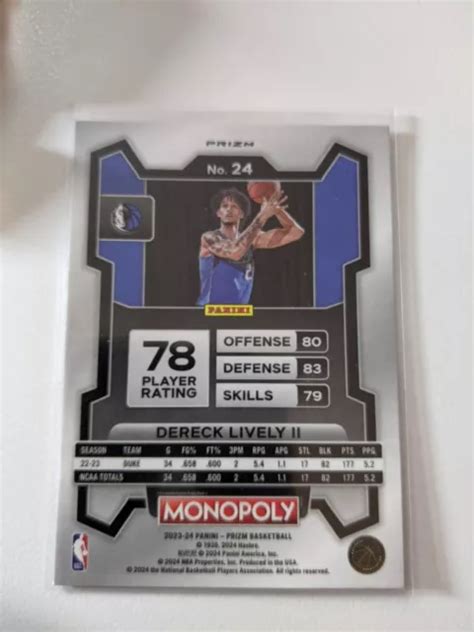 PRIZM
No. 24
PANINI
78
PLAYER
RATING
OFFENSE 80
DEFENSE 83
SKILLS 79
DERECK LIVELY II
SEASON TEAM G FG% FT% 3PM RPG APG STL BLK PTS. PPG.
22-23 DUKE 34 .658 .600 2 5.4 1.1 17 82 177 5.2
NCAA TOTALS G .658 .600 2 5.4 1.1 17 82 177 5.2
MONOPOLY
2023-24 PANINI – PRIZM BASKETBALL
© 1935, 2024 Hasbro.
© 2024 Panini America, Inc.
© 2024 NBA Properties, Inc. Produced in the USA.
© 2024 the National Basketball Players Association. All rights reserved.